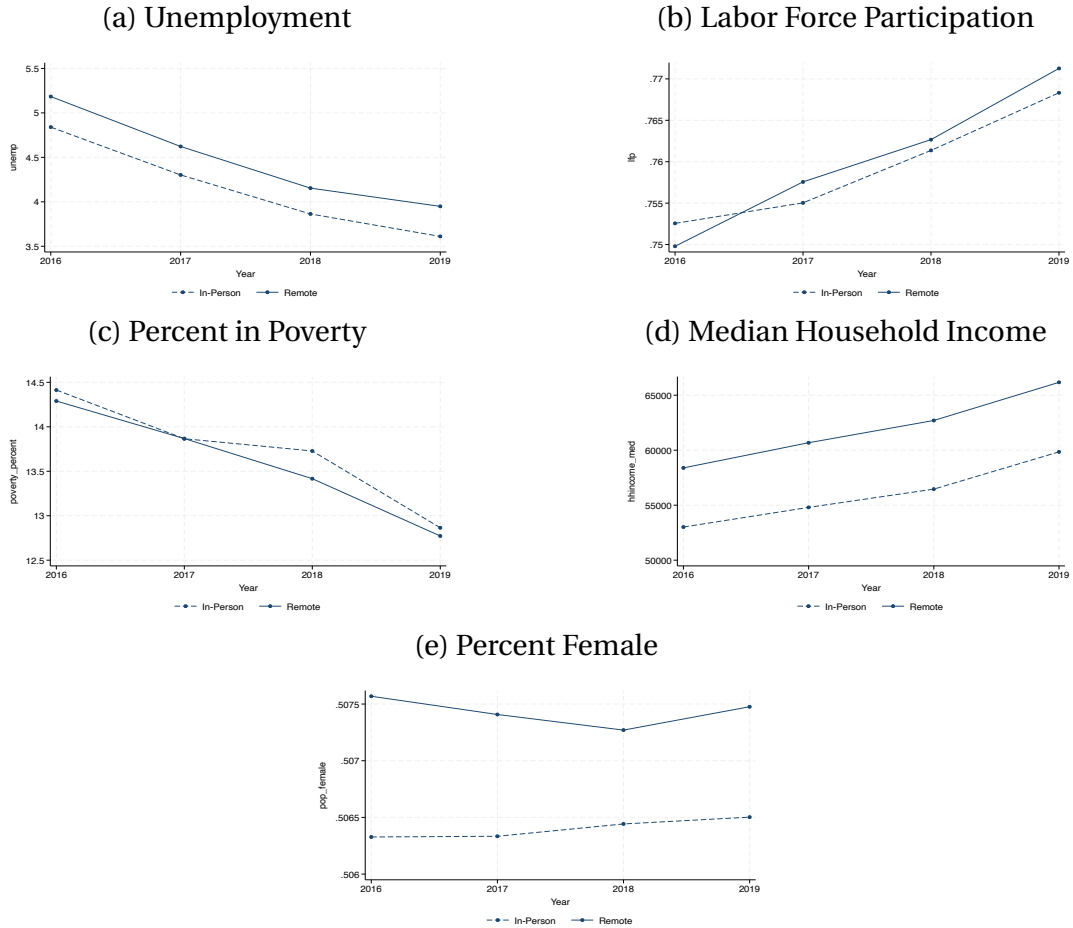 (a) Unemployment
5.5
5
4.5
4
3.5
unemp
2016 2017 2018 2019
Year
In-Person Remote
(b) Labor Force Participation
.77
.765
.76
.755
.75
lfp
2016 2017 2018 2019
Year
In-Person Remote
(c) Percent in Poverty
14.5
14
13.5
13
12.5
poverty_percent
2016 2017 2018 2019
Year
In-Person Remote
(d) Median Household Income
65000
60000
55000
50000
hhincome_med
2016 2017 2018 2019
Year
In-Person Remote
(e) Percent Female
.5075
.507
.5065
.506
pop_female
2016 2017 2018 2019
Year
In-Person Remote